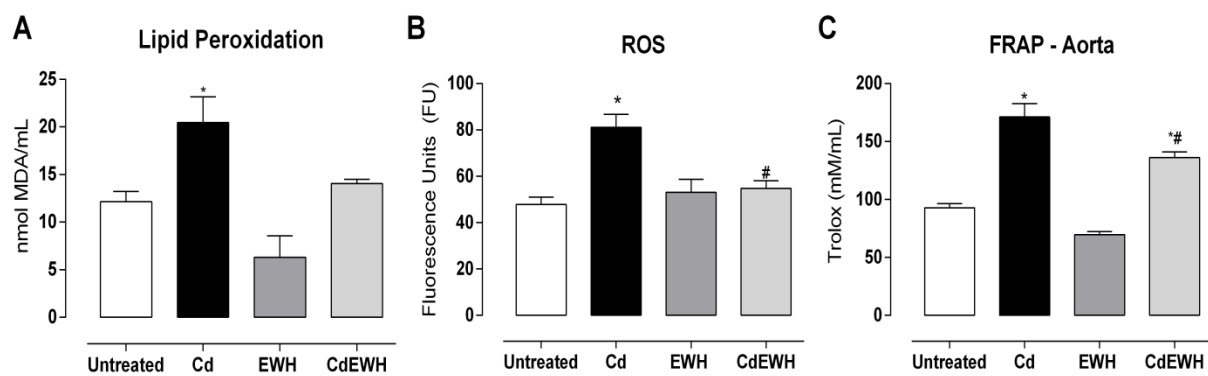 A
Lipid Peroxidation
nmol MDA/mL
25
20
15
10
5
0
*
Untreated Cd EWH CdEWH
B
ROS
Fluorescence Units (FU)
100
80
60
40
20
0
*
#
Untreated Cd EWH CdEWH
C
FRAP - Aorta
Trolox (mM/mL)
200
150
100
50
0
*
*#
Untreated Cd EWH CdEWH